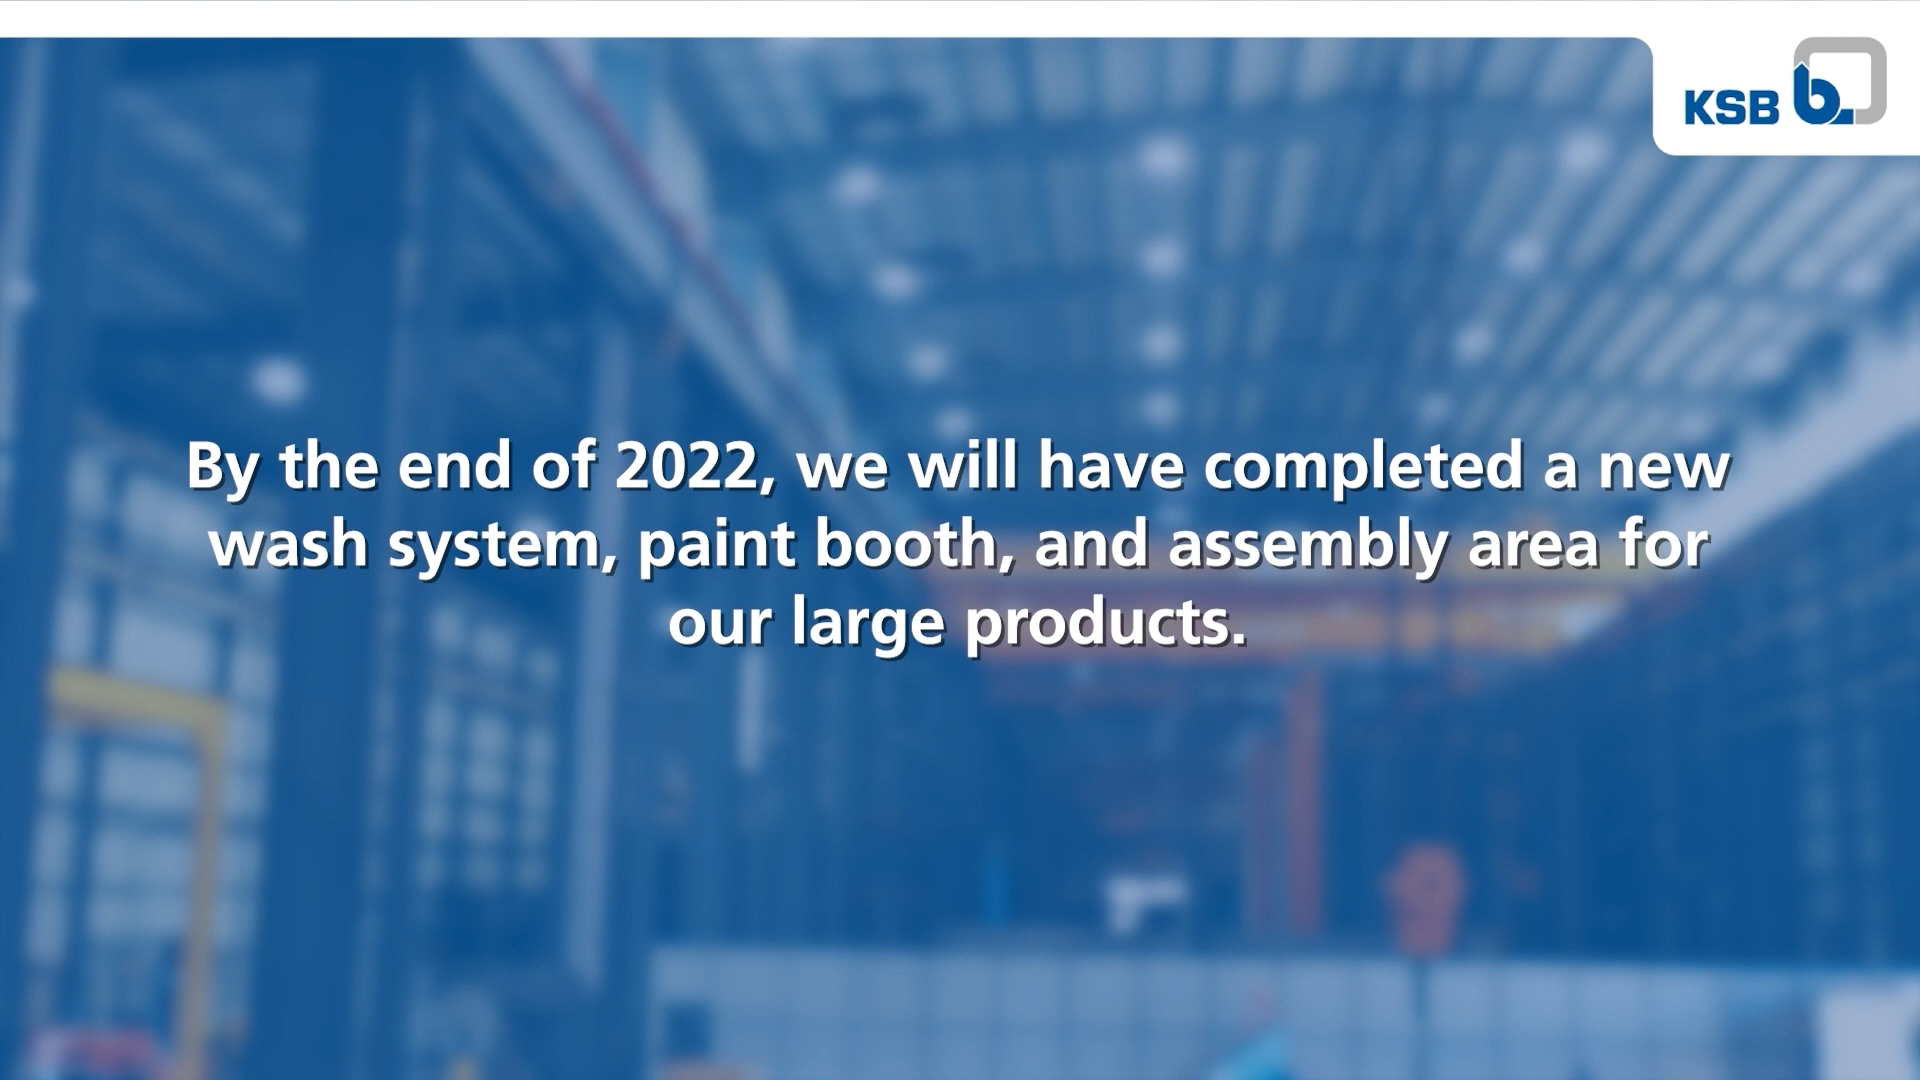 KSB
By the end of 2022, we will have completed a new
wash system, paint booth, and assembly area for
our large products.